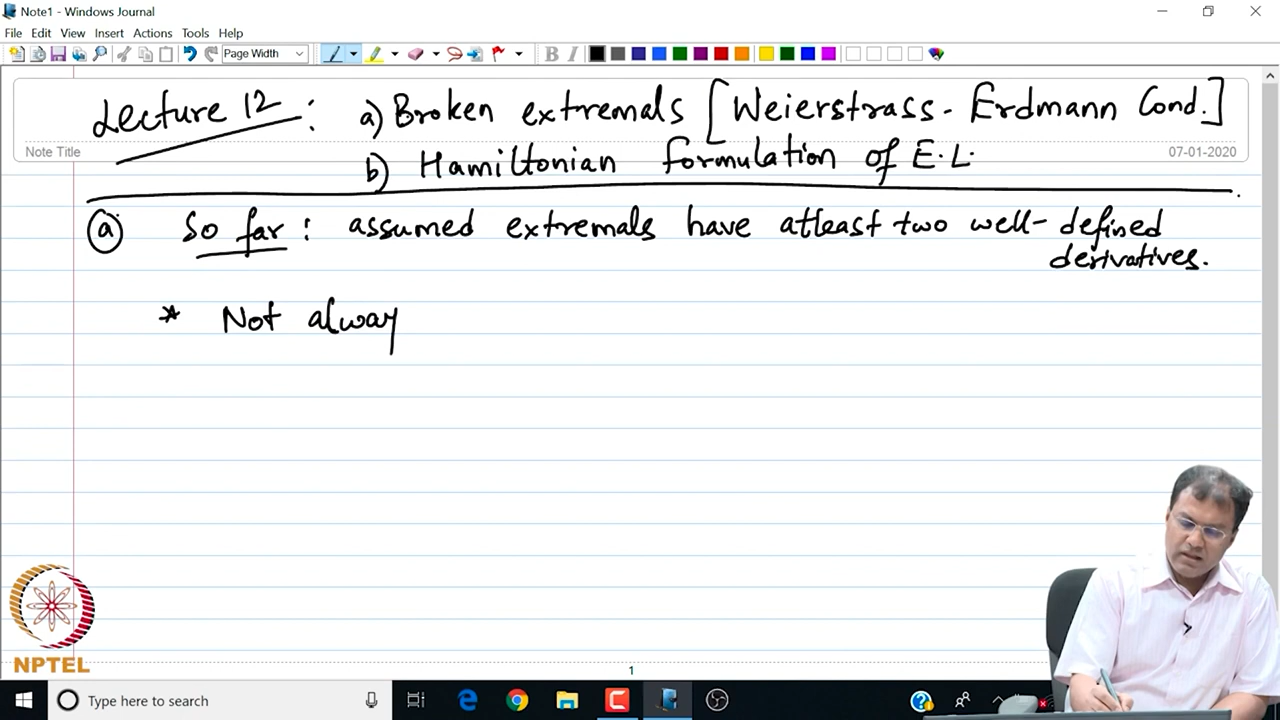 Note1 - Windows Journal
File Edit View Insert Actions Tools Help
Page Width
B I
Lecture 12 : a) Broken extremals [Weierstrass - Erdmann Cond.]
b) Hamiltonian formulation of E.L.
Note Title
07-01-2020
a So far : assumed extremals have atleast two well-defined
derivatives.
* Not alway
NPTEL
1
Type here to search